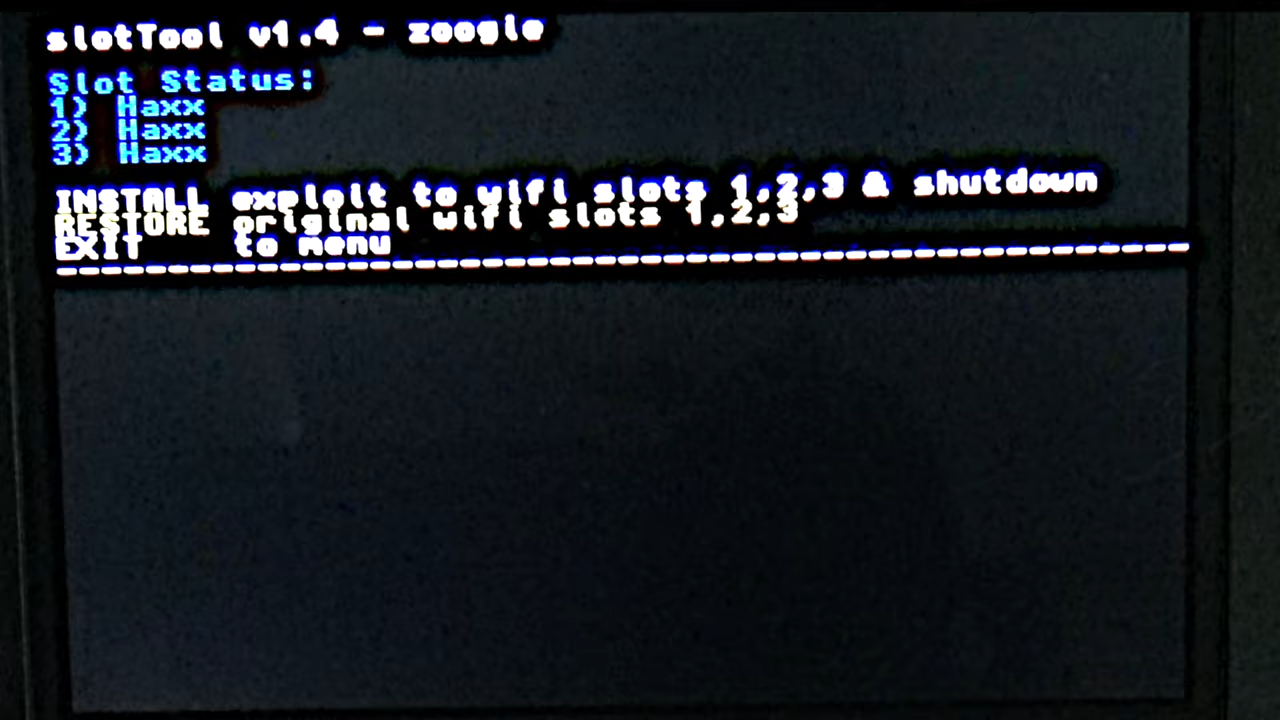 slotTool v1.4 - zoogie
Slot Status:
1) Haxx
2) Haxx
3) Haxx
INSTALL exploit to wifi slots 1,2,3 & shutdown
RESTORE original wifi slots 1,2,3
EXIT to menu